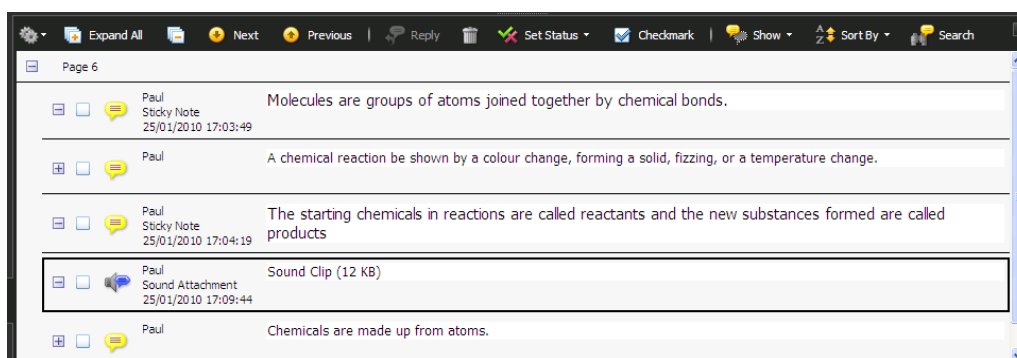 Expand All Next Previous | Reply Set Status Checkmark | Show A Z Sort By Search
Page 6
Paul
Sticky Note
25/01/2010 17:03:49
Molecules are groups of atoms joined together by chemical bonds.
Paul
A chemical reaction be shown by a colour change, forming a solid, fizzing, or a temperature change.
Paul
Sticky Note
25/01/2010 17:04:19
The starting chemicals in reactions are called reactants and the new substances formed are called
products
Paul
Sound Attachment
25/01/2010 17:09:44
Sound Clip (12 KB)
Paul
Chemicals are made up from atoms.